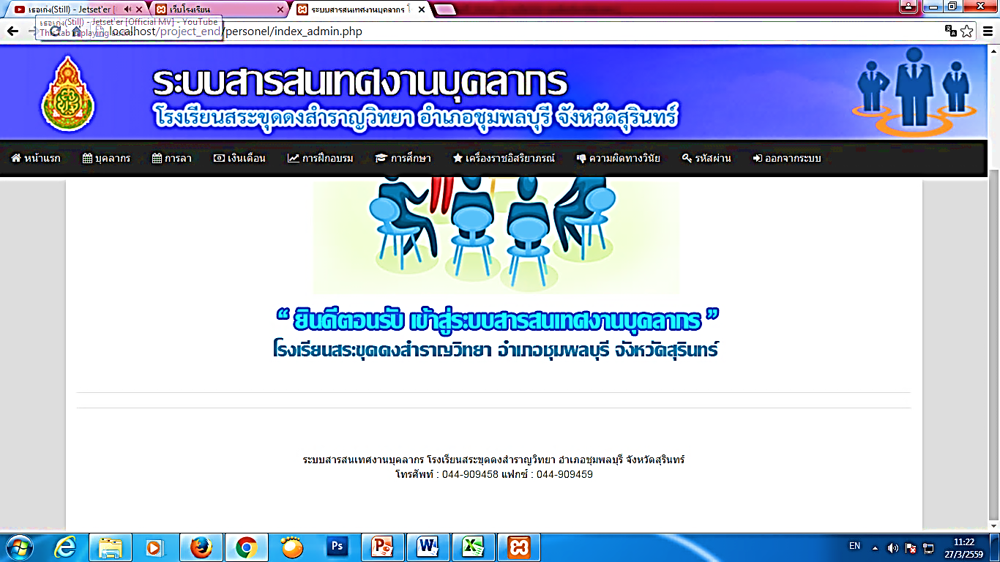 เธอเก่ง(Still) - Jetset'er [
เว็บโรงเรียน
ระบบสารสนเทศงานบุคลากร โ
เธอเก่ง(Still) - Jetset'er [Official MV] - YouTube
This tab is playing audio.
localhost/project_end/personel/index_admin.php
ระบบสารสนเทศงานบุคลากร
โรงเรียนสระขุดดงสำราญวิทยา อำเภอชุมพลบุรี จังหวัดสุรินทร์
หน้าแรก บุคลากร การลา เงินเดือน การฝึกอบรม การศึกษา เครื่องราชอิสริยาภรณ์ ความผิดทางวินัย รหัสผ่าน ออกจากระบบ
“ ยินดีตอนรับ เข้าสู่ระบบสารสนเทศงานบุคลากร ”
โรงเรียนสระขุดดงสำราญวิทยา อำเภอชุมพลบุรี จังหวัดสุรินทร์
ระบบสารสนเทศงานบุคลากร โรงเรียนสระขุดดงสำราญวิทยา อำเภอชุมพลบุรี จังหวัดสุรินทร์
โทรศัพท์ : 044-909458 แฟกซ์ : 044-909459
Ps
EN
11:22
27/3/2559